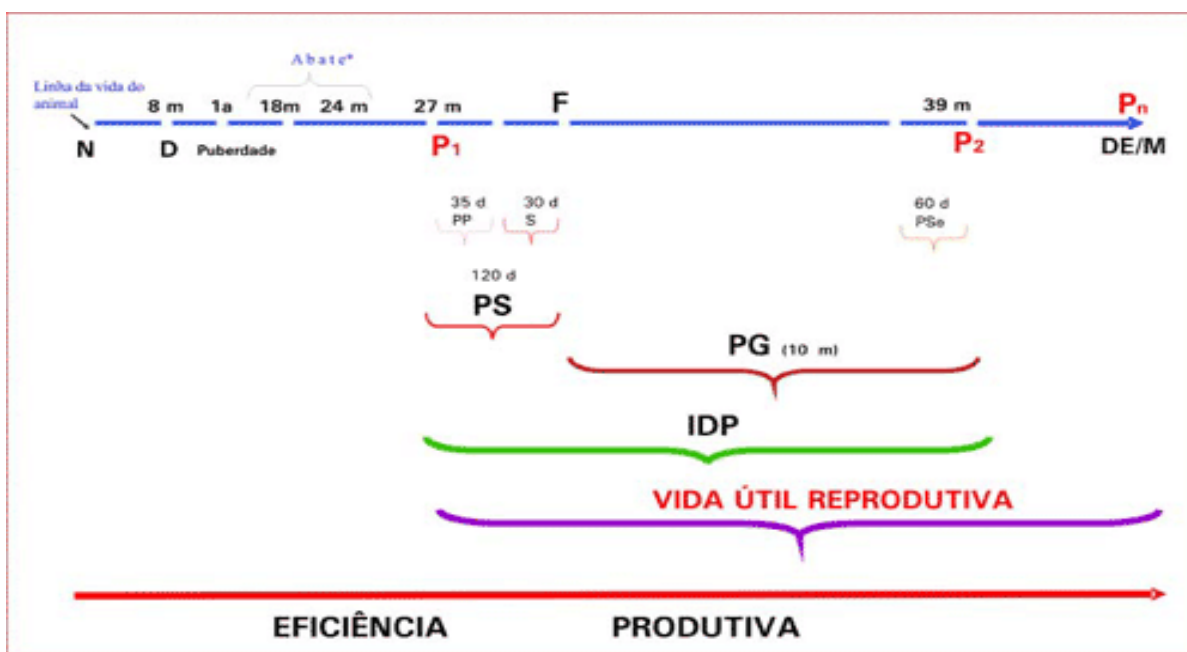 Abate*
Linha da vida do
animal
8 m 1a 18m 24 m 27 m F 39 m Pn
N D Puberdade P1 P2 DE/M
35 d 30 d 60 d
PP S PSe
120 d
PS
PG (10 m)
IDP
VIDA ÚTIL REPRODUTIVA
EFICIÊNCIA PRODUTIVA